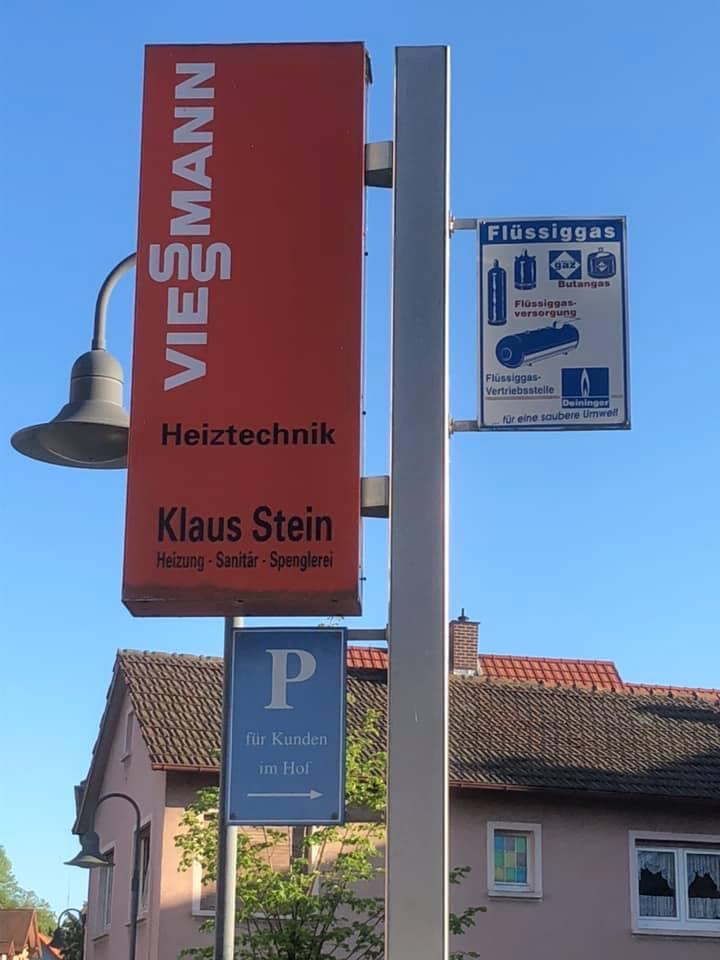 VIESSMANN
Heiztechnik
Klaus Stein
Heizung - Sanitär - Spenglerei
P
für Kunden
im Hof
Flüssiggas
gaz
Butangas
Flüssiggas-
versorgung
Flüssiggas-
Vertriebsstelle
Deininger
... für eine saubere Umwelt